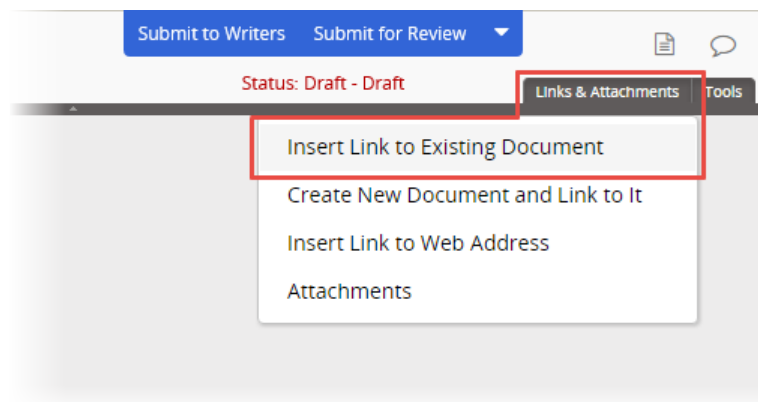 Submit to Writers Submit for Review
Status: Draft - Draft
Links & Attachments Tools
Insert Link to Existing Document
Create New Document and Link to It
Insert Link to Web Address
Attachments